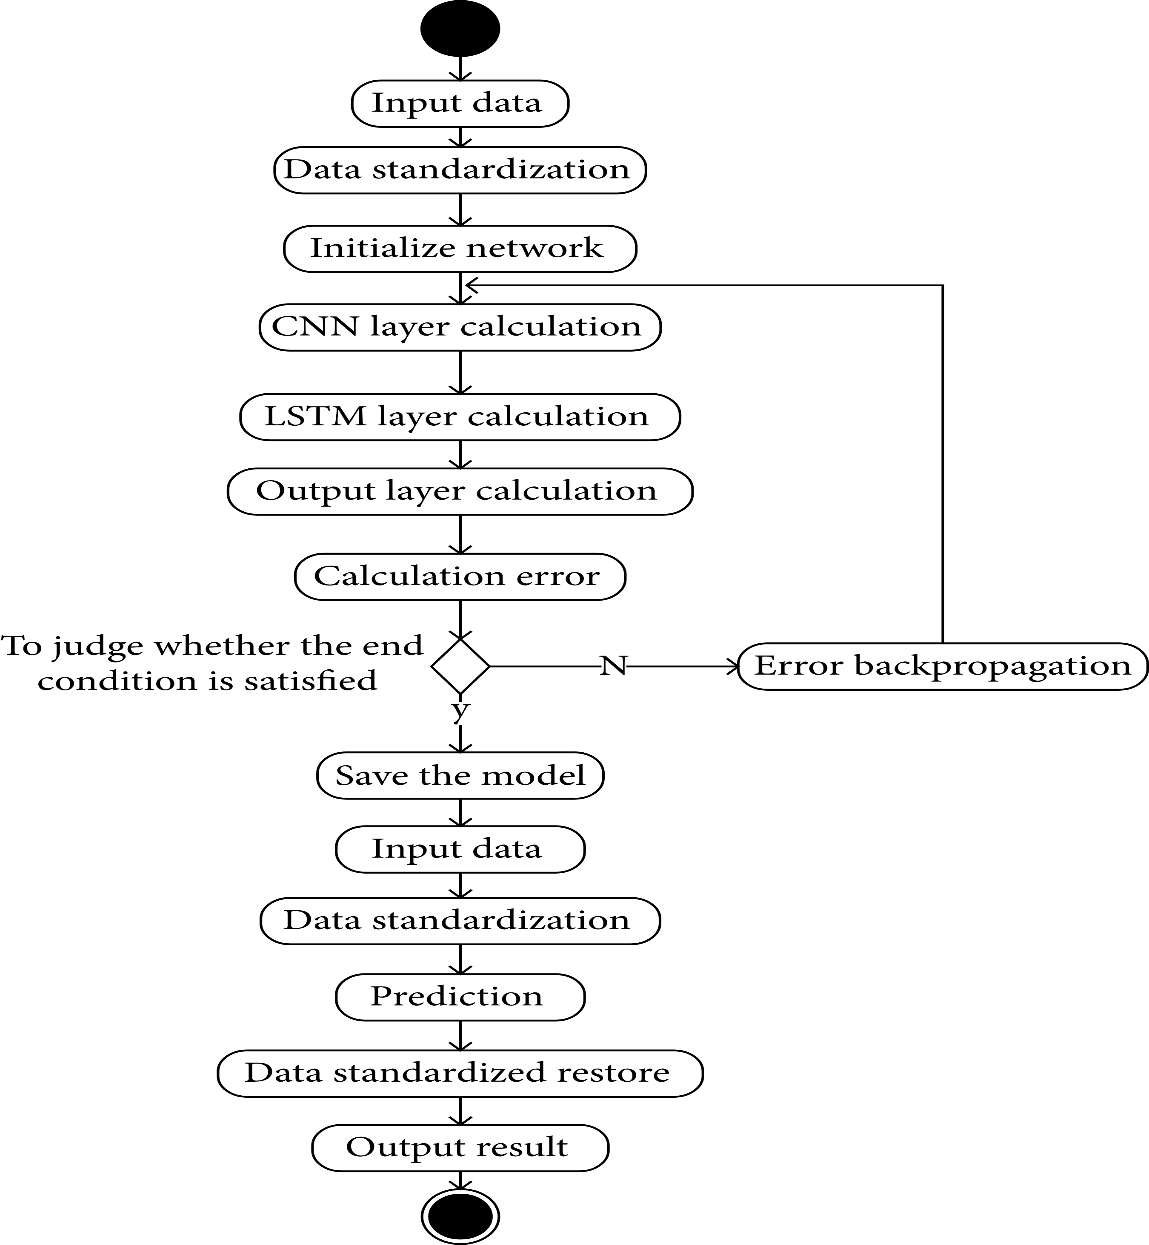 Input data
Data standardization
Initialize network
CNN layer calculation
LSTM layer calculation
Output layer calculation
Calculation error
To judge whether the end
condition is satisfied
N
Error backpropagation
y
Save the model
Input data
Data standardization
Prediction
Data standardized restore
Output result